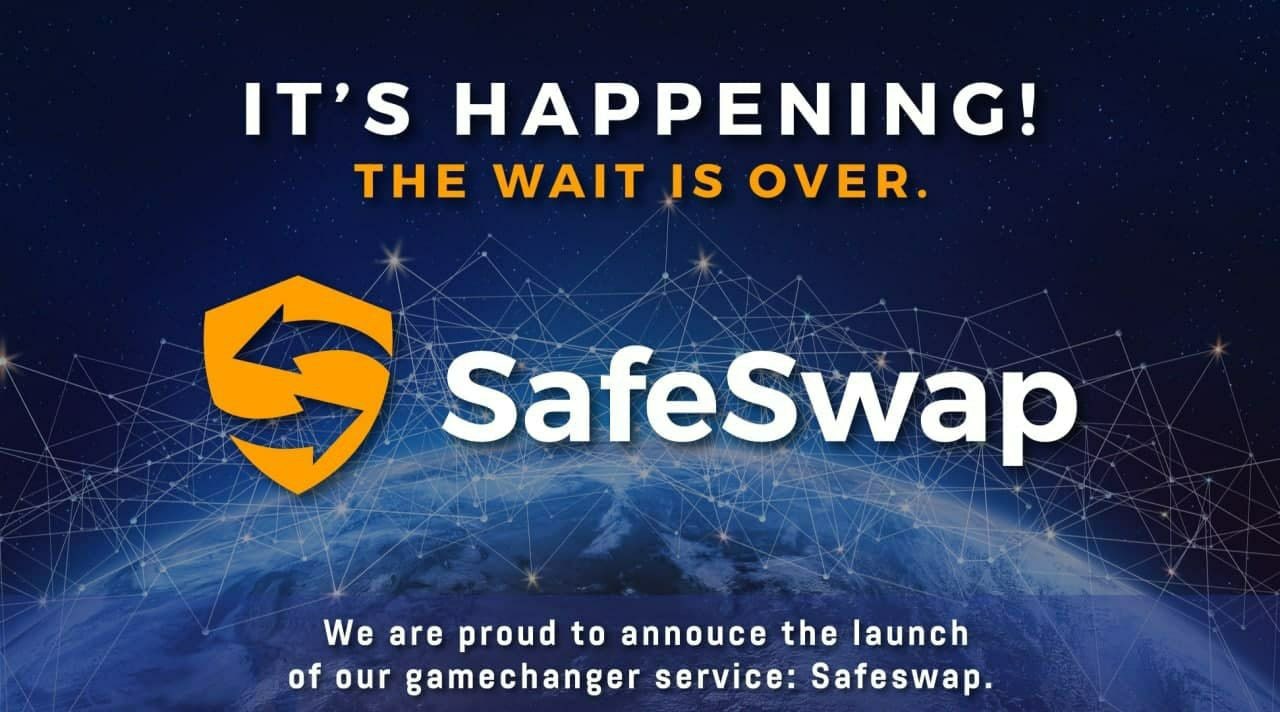 IT'S HAPPENING!
THE WAIT IS OVER.
SafeSwap
We are proud to annouce the launch
of our gamechanger service: Safeswap.